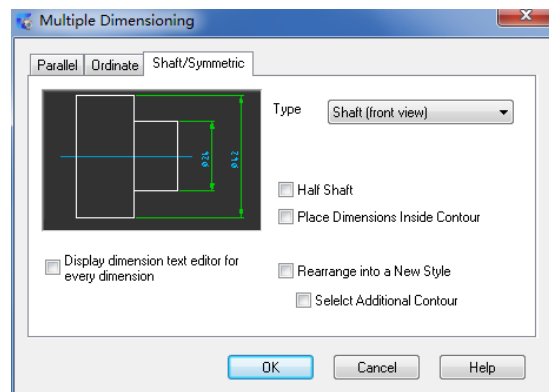 Multiple Dimensioning
Parallel Ordinate Shaft/Symmetric
Type Shaft (front view)
Ø26
Ø42
Half Shaft
Place Dimensions Inside Contour
Display dimension text editor for
every dimension
Rearrange into a New Style
Selelct Additional Contour
OK Cancel Help